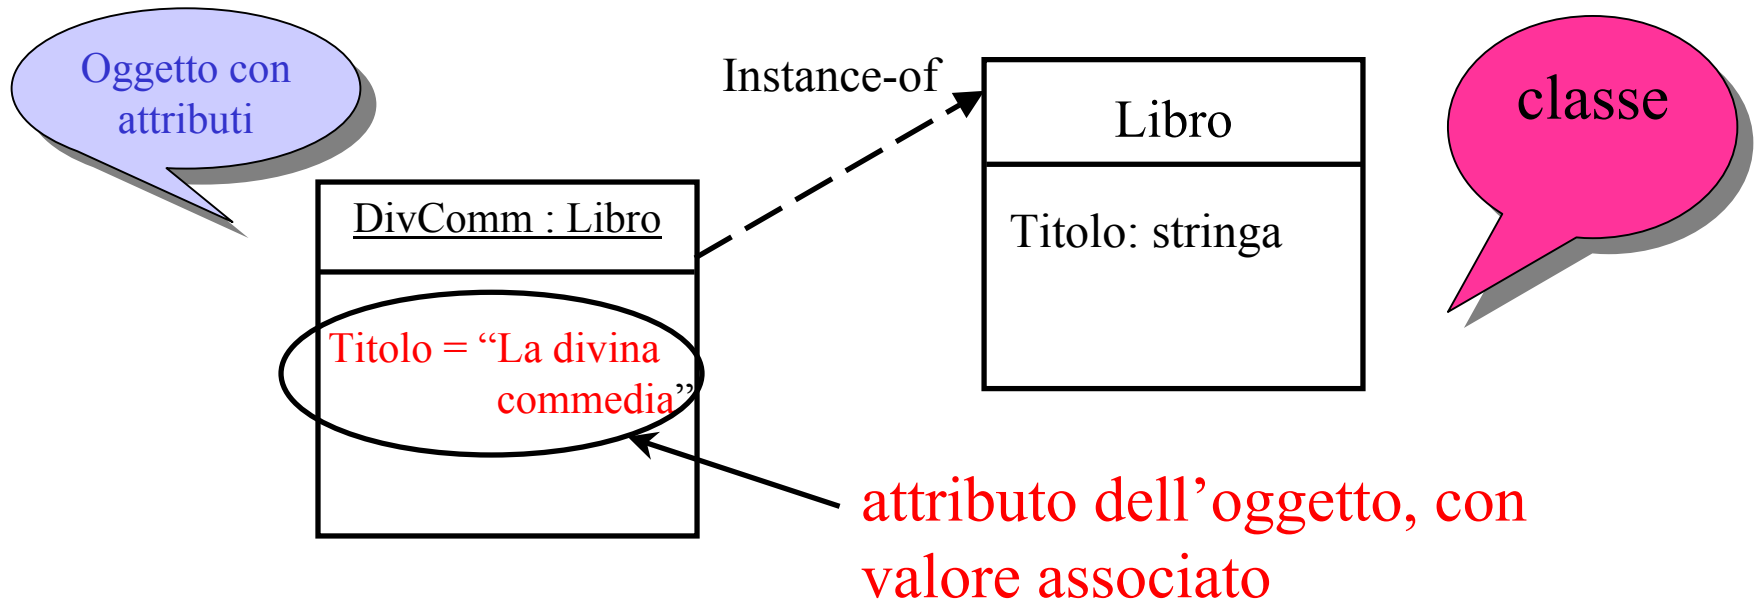 Oggetto con
attributi
Instance-of
Libro
classe
DivComm : Libro
Titolo: stringa
Titolo = “La divina
commedia”
attributo dell’oggetto, con
valore associato